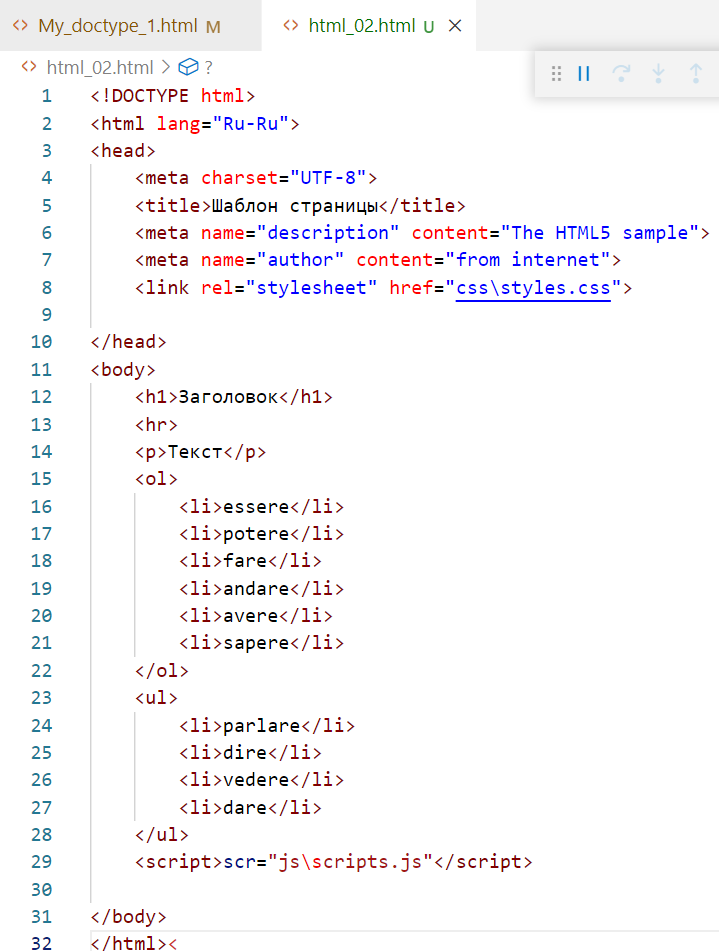 My_doctype_1.html M html_02.html U
html_02.html > ?
1 <!DOCTYPE html>
2 <html lang="Ru-Ru">
3 <head>
4 <meta charset="UTF-8">
5 <title>Шаблон страницы</title>
6 <meta name="description" content="The HTML5 sample">
7 <meta name="author" content="from internet">
8 <link rel="stylesheet" href="css\styles.css">
9
10 </head>
11 <body>
12 <h1>Заголовок</h1>
13 <hr>
14 <p>Текст</p>
15 <ol>
16 <li>essere</li>
17 <li>potere</li>
18 <li>fare</li>
19 <li>andare</li>
20 <li>avere</li>
21 <li>sapere</li>
22 </ol>
23 <ul>
24 <li>parlare</li>
25 <li>dire</li>
26 <li>vedere</li>
27 <li>dare</li>
28 </ul>
29 <script>scr="js\scripts.js"</script>
30
31 </body>
32 </html><